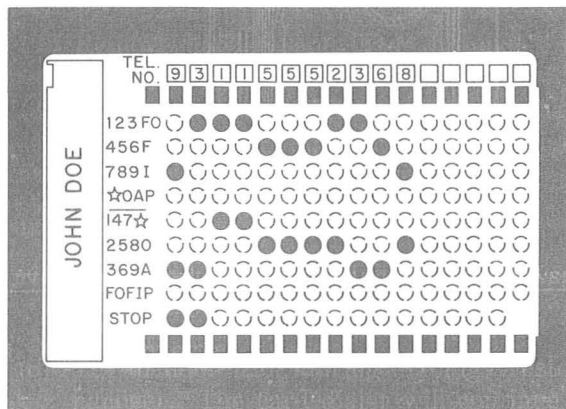 JOHN DOE
TEL.
NO. 9 3 1 1 5 5 5 2 3 6 8
123FO
456F
789I
☆OAP
147☆
2580
369A
FOFIP
STOP